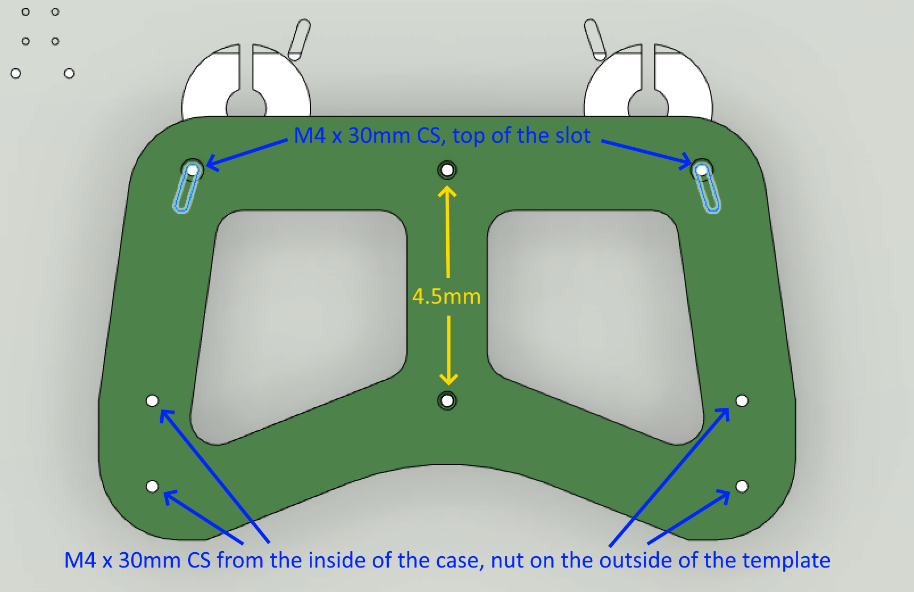 M4 x 30mm CS, top of the slot
4.5mm
M4 x 30mm CS from the inside of the case, nut on the outside of the template